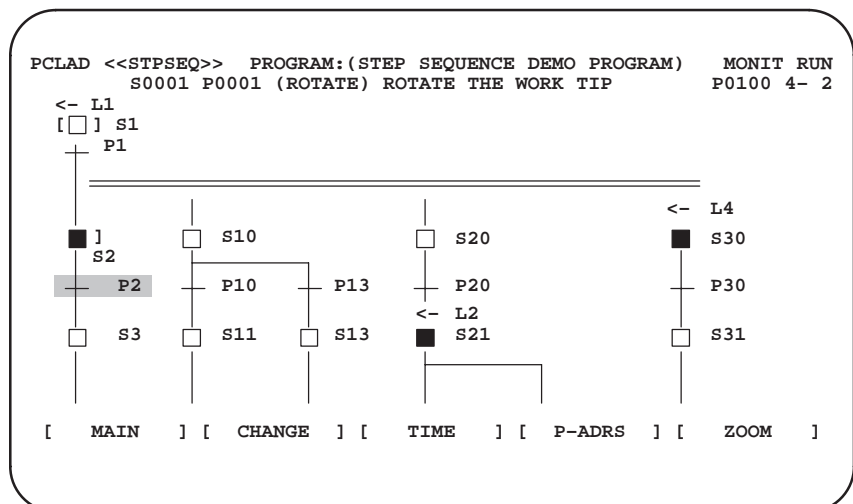 PCLAD <<STPSEQ>> PROGRAM:(STEP SEQUENCE DEMO PROGRAM) MONIT RUN
S0001 P0001 (ROTATE) ROTATE THE WORK TIP P0100 4- 2
<- L1
[ ] S1
P1
<- L4
] S10 S20 S30
S2
P2 P10 P13 P20 P30
<- L2
S3 S11 S13 S21 S31
[ MAIN ] [ CHANGE ] [ TIME ] [ P-ADRS ] [ ZOOM ]